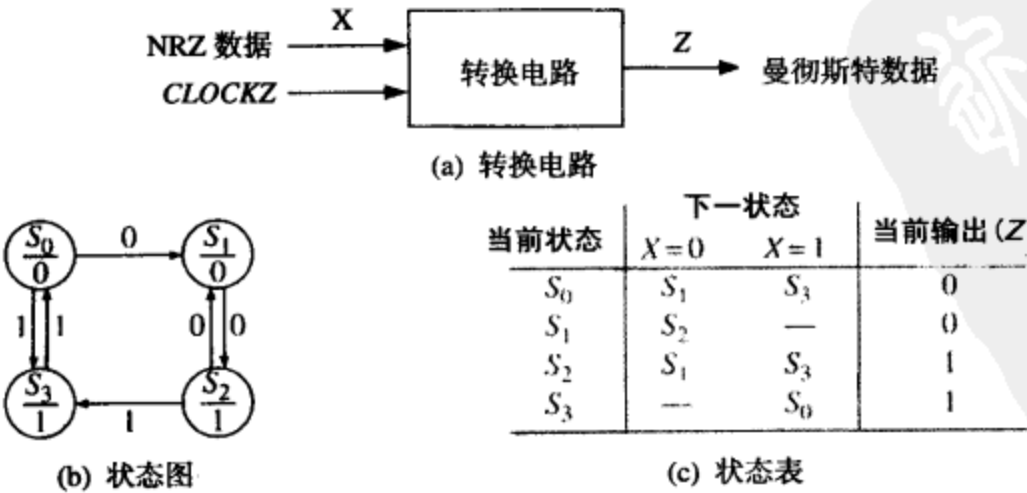 X
NRZ 数据
CLOCKZ
转换电路
Z
曼彻斯特数据
(a) 转换电路
S₀ 0 S₁
0 0
1 1 0 0
S₃ S₂
1 1 1
(b) 状态图
下一状态
当前状态 X=0 X=1 当前输出(Z
S₀ S₁ S₃ 0
S₁ S₂ — 0
S₂ S₁ S₃ 1
S₃ — S₀ 1
(c) 状态表